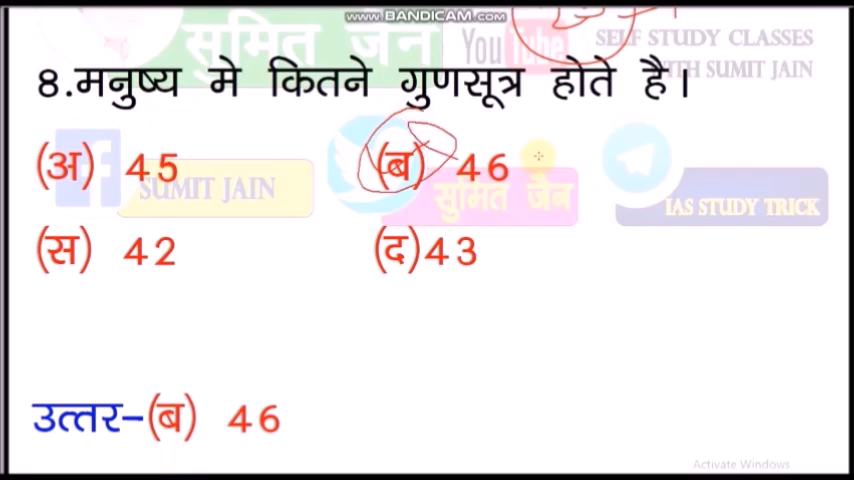 WWW.BANDICAM.COM
सुमित जैन YouTube SELF STUDY CLASSES
WITH SUMIT JAIN
8.मनुष्य मे कितने गुणसूत्र होते है।
(अ) 45 (ब) 46
SUMIT JAIN सुमित जैन IAS STUDY TRICK
(स) 42 (द)43
उत्तर-(ब) 46
Activate Windows